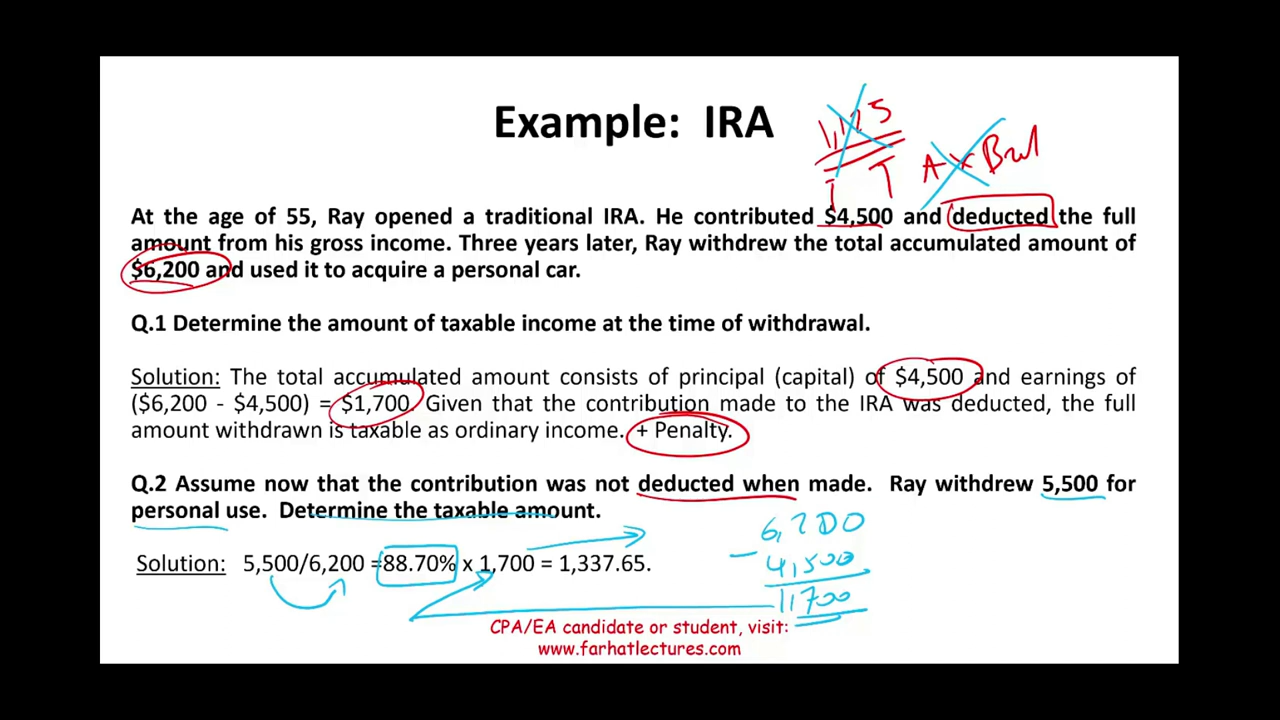 Example: IRA
1,125
T T A x Bwl
At the age of 55, Ray opened a traditional IRA. He contributed $4,500 and deducted the full
amount from his gross income. Three years later, Ray withdrew the total accumulated amount of
$6,200 and used it to acquire a personal car.
Q.1 Determine the amount of taxable income at the time of withdrawal.
Solution: The total accumulated amount consists of principal (capital) of $4,500 and earnings of
($6,200 - $4,500) = $1,700. Given that the contribution made to the IRA was deducted, the full
amount withdrawn is taxable as ordinary income. + Penalty.
Q.2 Assume now that the contribution was not deducted when made. Ray withdrew 5,500 for
personal use. Determine the taxable amount.
6,200
- 4,500
1,700
Solution: 5,500/6,200 =88.70% x 1,700 = 1,337.65.
CPA/EA candidate or student, visit:
www.farhatlectures.com